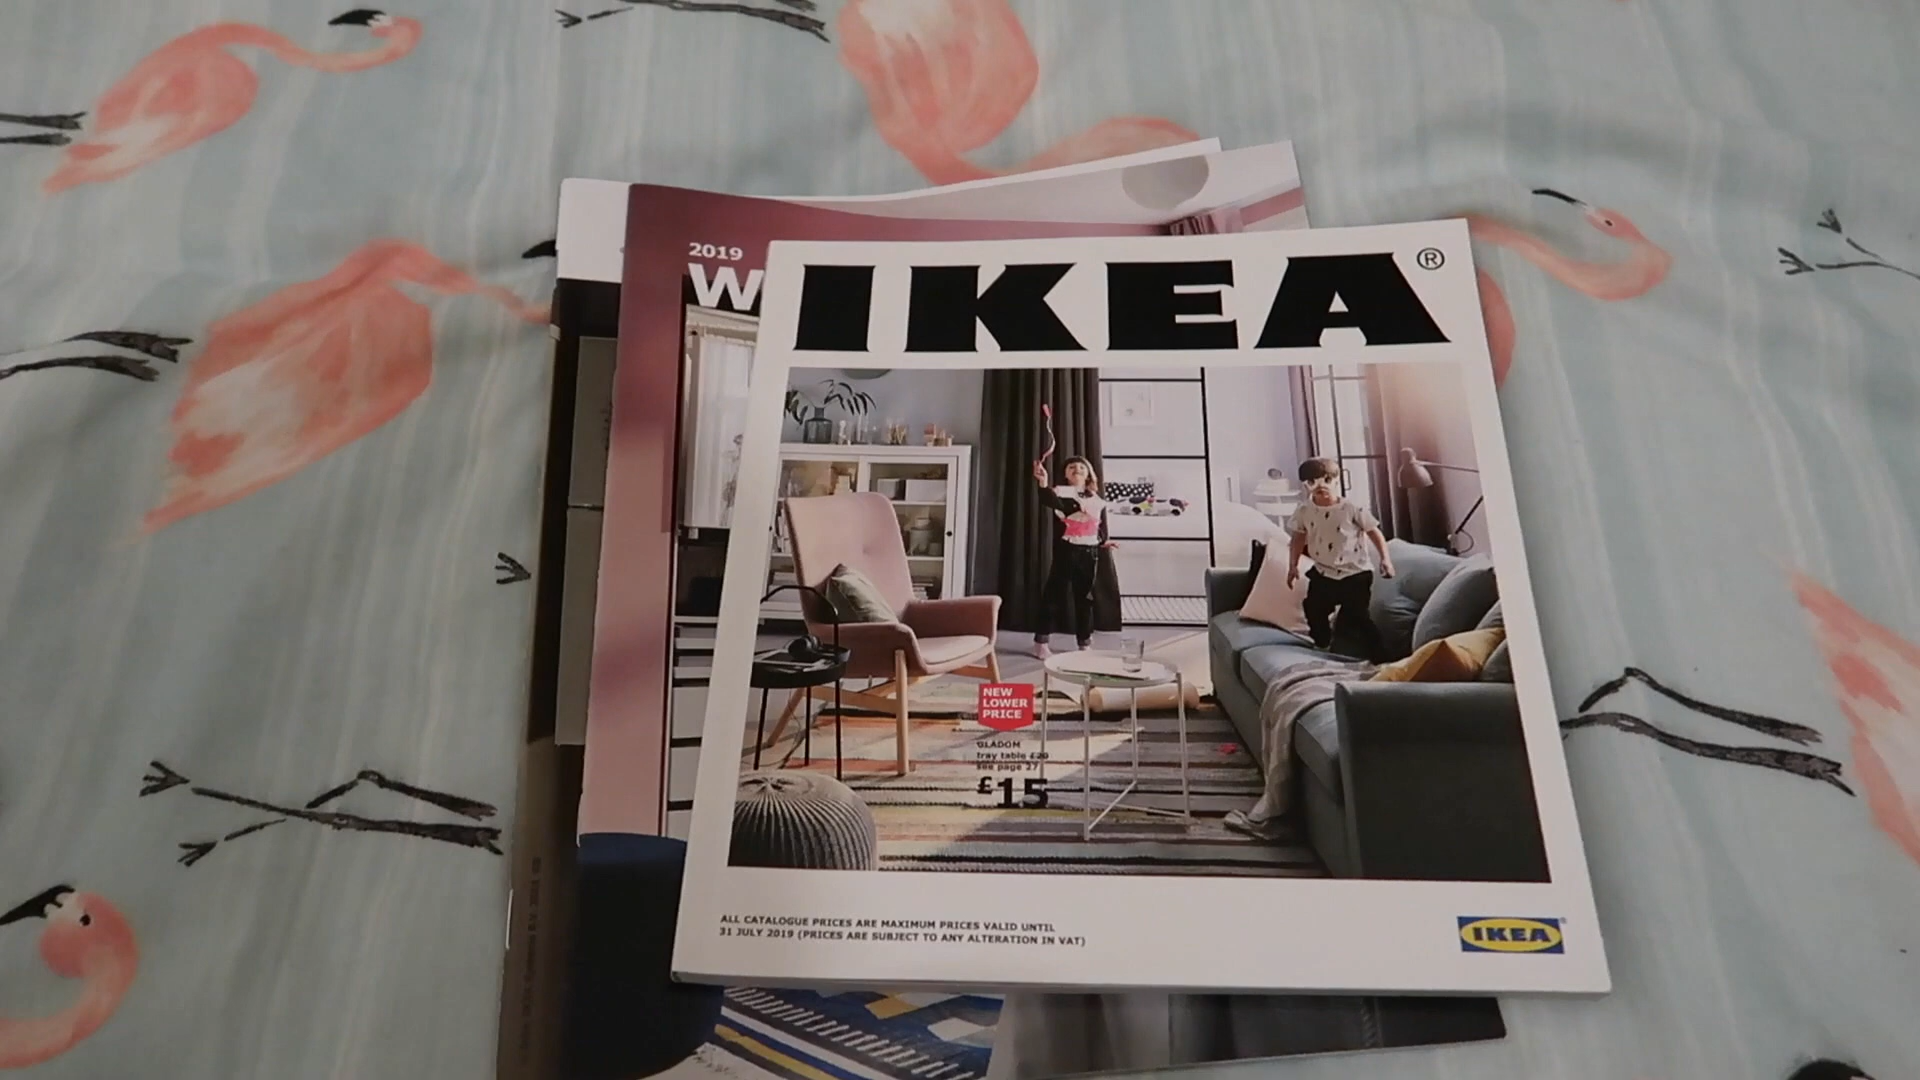 2019
W
IKEA®
NEW
LOWER
PRICE
GLADOM
tray table £20
see page 27
£15
ALL CATALOGUE PRICES ARE MAXIMUM PRICES VALID UNTIL
31 JULY 2019 (PRICES ARE SUBJECT TO ANY ALTERATION IN VAT)
IKEA®